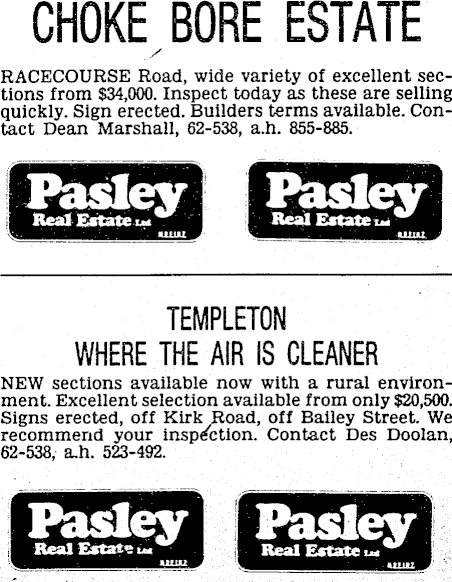 CHOKE BORE ESTATE
RACECOURSE Road, wide variety of excellent sec-
tions from $34,000. Inspect today as these are selling
quickly. Sign erected. Builders terms available. Con-
tact Dean Marshall, 62-538, a.h. 855-885.
Pasley Pasley
Real Estate Ltd Real Estate Ltd
M.R.E.I.N.Z. M.R.E.I.N.Z.
TEMPLETON
WHERE THE AIR IS CLEANER
NEW sections available now with a rural environ-
ment. Excellent selection available from only $20,500.
Signs erected, off Kirk Road, off Bailey Street. We
recommend your inspection. Contact Des Doolan,
62-538, a.h. 523-492.
Pasley Pasley
Real Estate Ltd Real Estate Ltd
M.R.E.I.N.Z. M.R.E.I.N.Z.